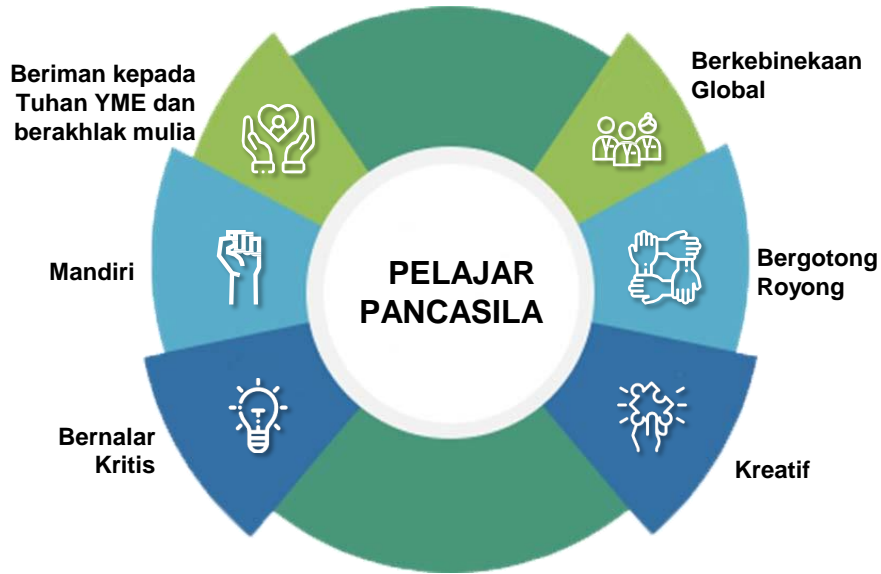 Beriman kepada
Tuhan YME dan
berakhlak mulia
Berkebinekaan
Global
Mandiri
PELAJAR
PANCASILA
Bergotong
Royong
Bernalar
Kritis
Kreatif